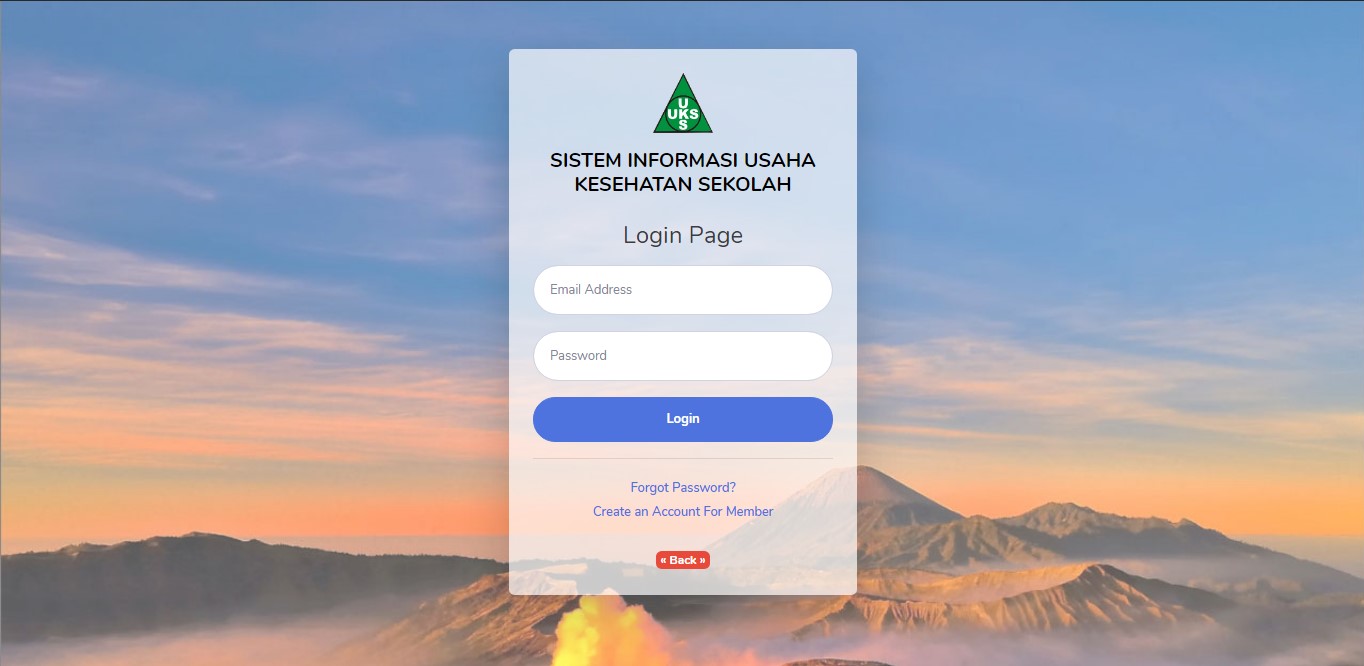 U
UKS
S
SISTEM INFORMASI USAHA
KESEHATAN SEKOLAH
Login Page
Email Address
Password
Login
Forgot Password?
Create an Account For Member
« Back »